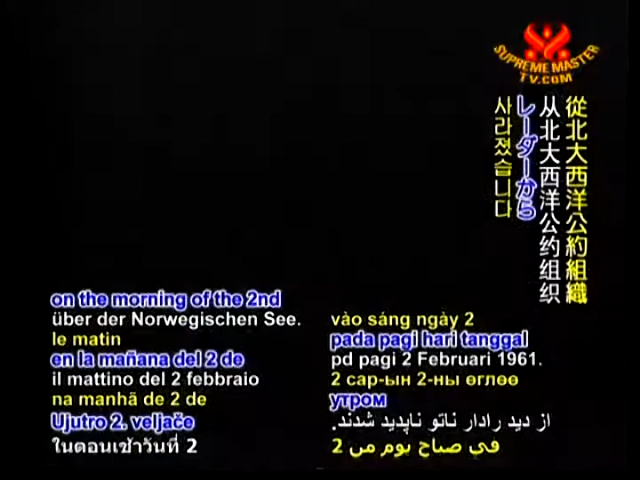 SUPREME MASTER
TV.COM
從北大西洋公約組織
从北大西洋公约组织
レーダーから
사라졌습니다
on the morning of the 2nd
über der Norwegischen See.
le matin
en la mañana del 2 de
il mattino del 2 febbraio
na manhã de 2 de
Ujutro 2. veljače
ในตอนเช้าวันที่ 2
vào sáng ngày 2
pada pagi hari tanggal
pd pagi 2 Februari 1961.
2 сар-ын 2-ны өглөө
утром
از دید رادار ناتو ناپدید شدند.
في صباح يوم من 2